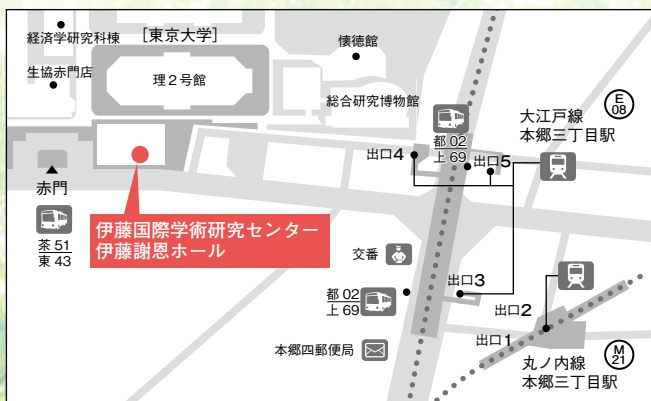 経済学研究科棟
[東京大学]
懐徳館
生協赤門店
理２号館
総合研究博物館
E
08
大江戸線
本郷三丁目駅
都 02
上 69
出口4
出口5
赤門
茶 51
東 43
伊藤国際学術研究センター
伊藤謝恩ホール
交番
出口3
都 02
上 69
出口2
出口1
本郷四郵便局
M
21
丸ノ内線
本郷三丁目駅